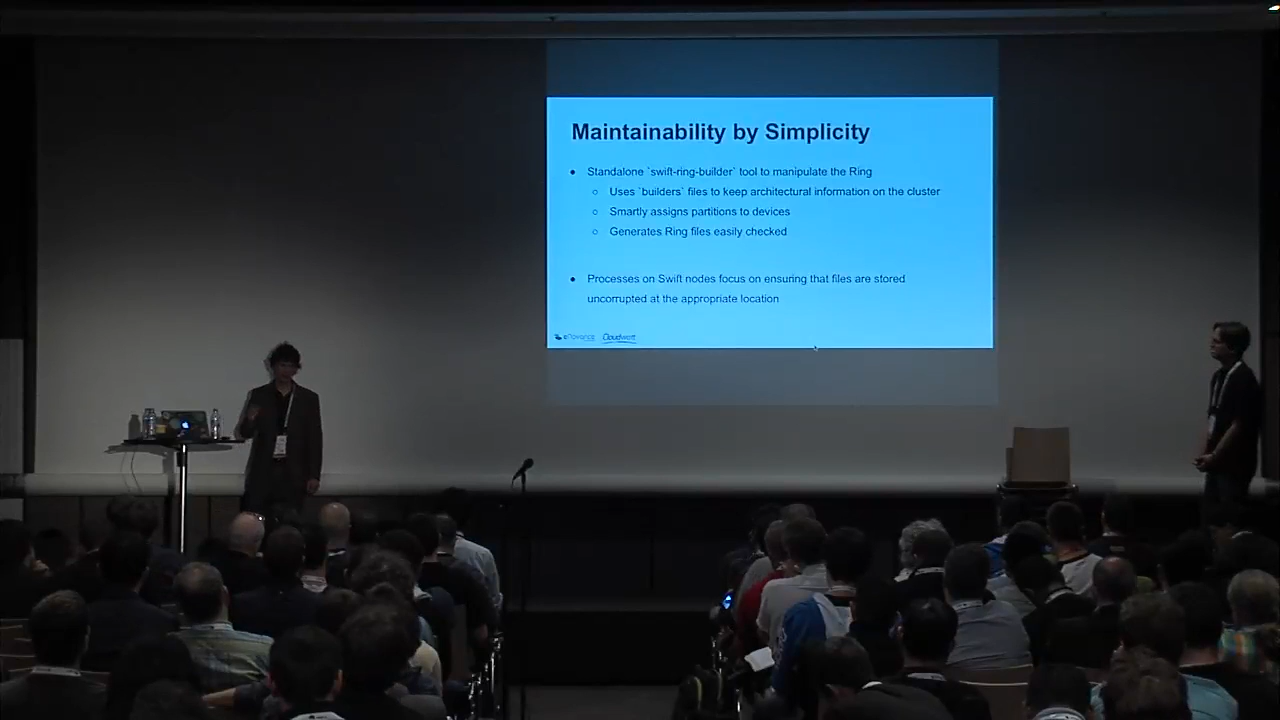 Maintainability by Simplicity
● Standalone `swift-ring-builder` tool to manipulate the Ring
○ Uses `builders` files to keep architectural information on the cluster
○ Smartly assigns partitions to devices
○ Generates Ring files easily checked
● Processes on Swift nodes focus on ensuring that files are stored
uncorrupted at the appropriate location
eNovance Cloudwatt